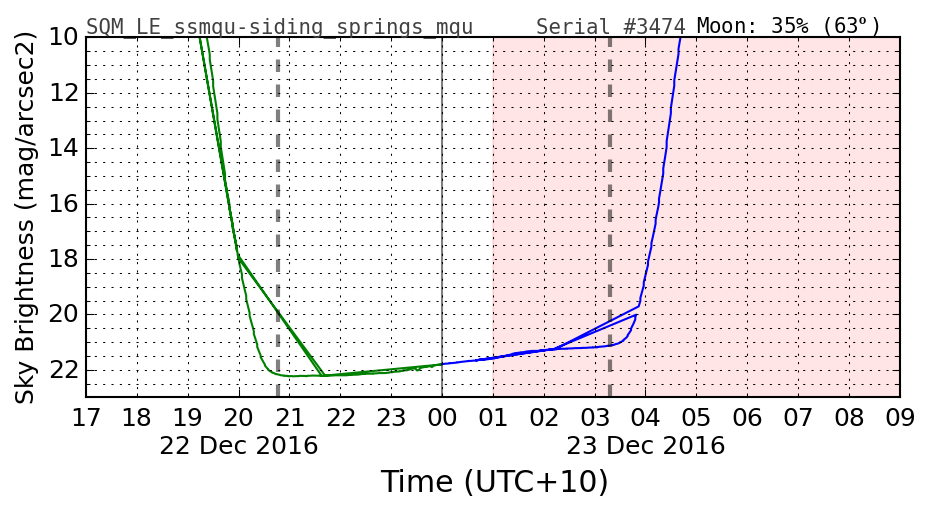 SQM_LE_ssmqu-siding_springs_mqu Serial #3474 Moon: 35% (63°)
Sky Brightness (mag/arcsec2)
10
12
14
16
18
20
22
17 18 19 20 21 22 23 00 01 02 03 04 05 06 07 08 09
22 Dec 2016 23 Dec 2016
Time (UTC+10)